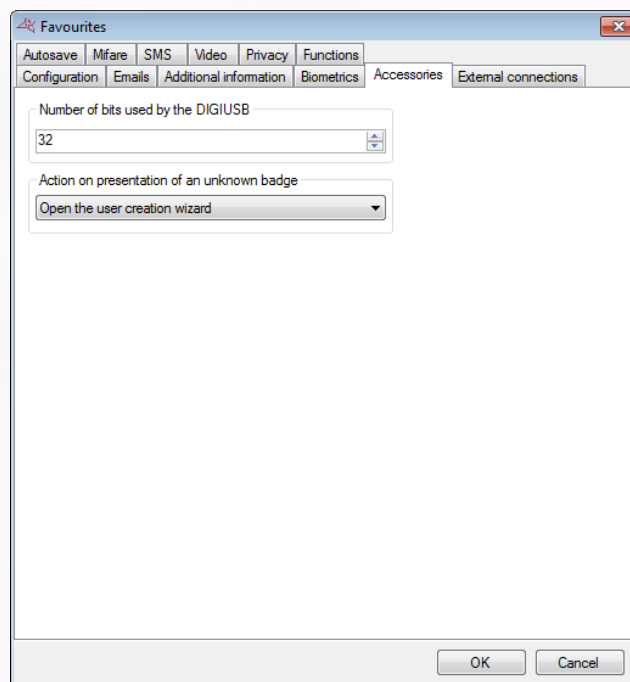 Favourites
Autosave Mifare SMS Video Privacy Functions
Configuration Emails Additional information Biometrics Accessories External connections
Number of bits used by the DIGIUSB
32
Action on presentation of an unknown badge
Open the user creation wizard
OK Cancel